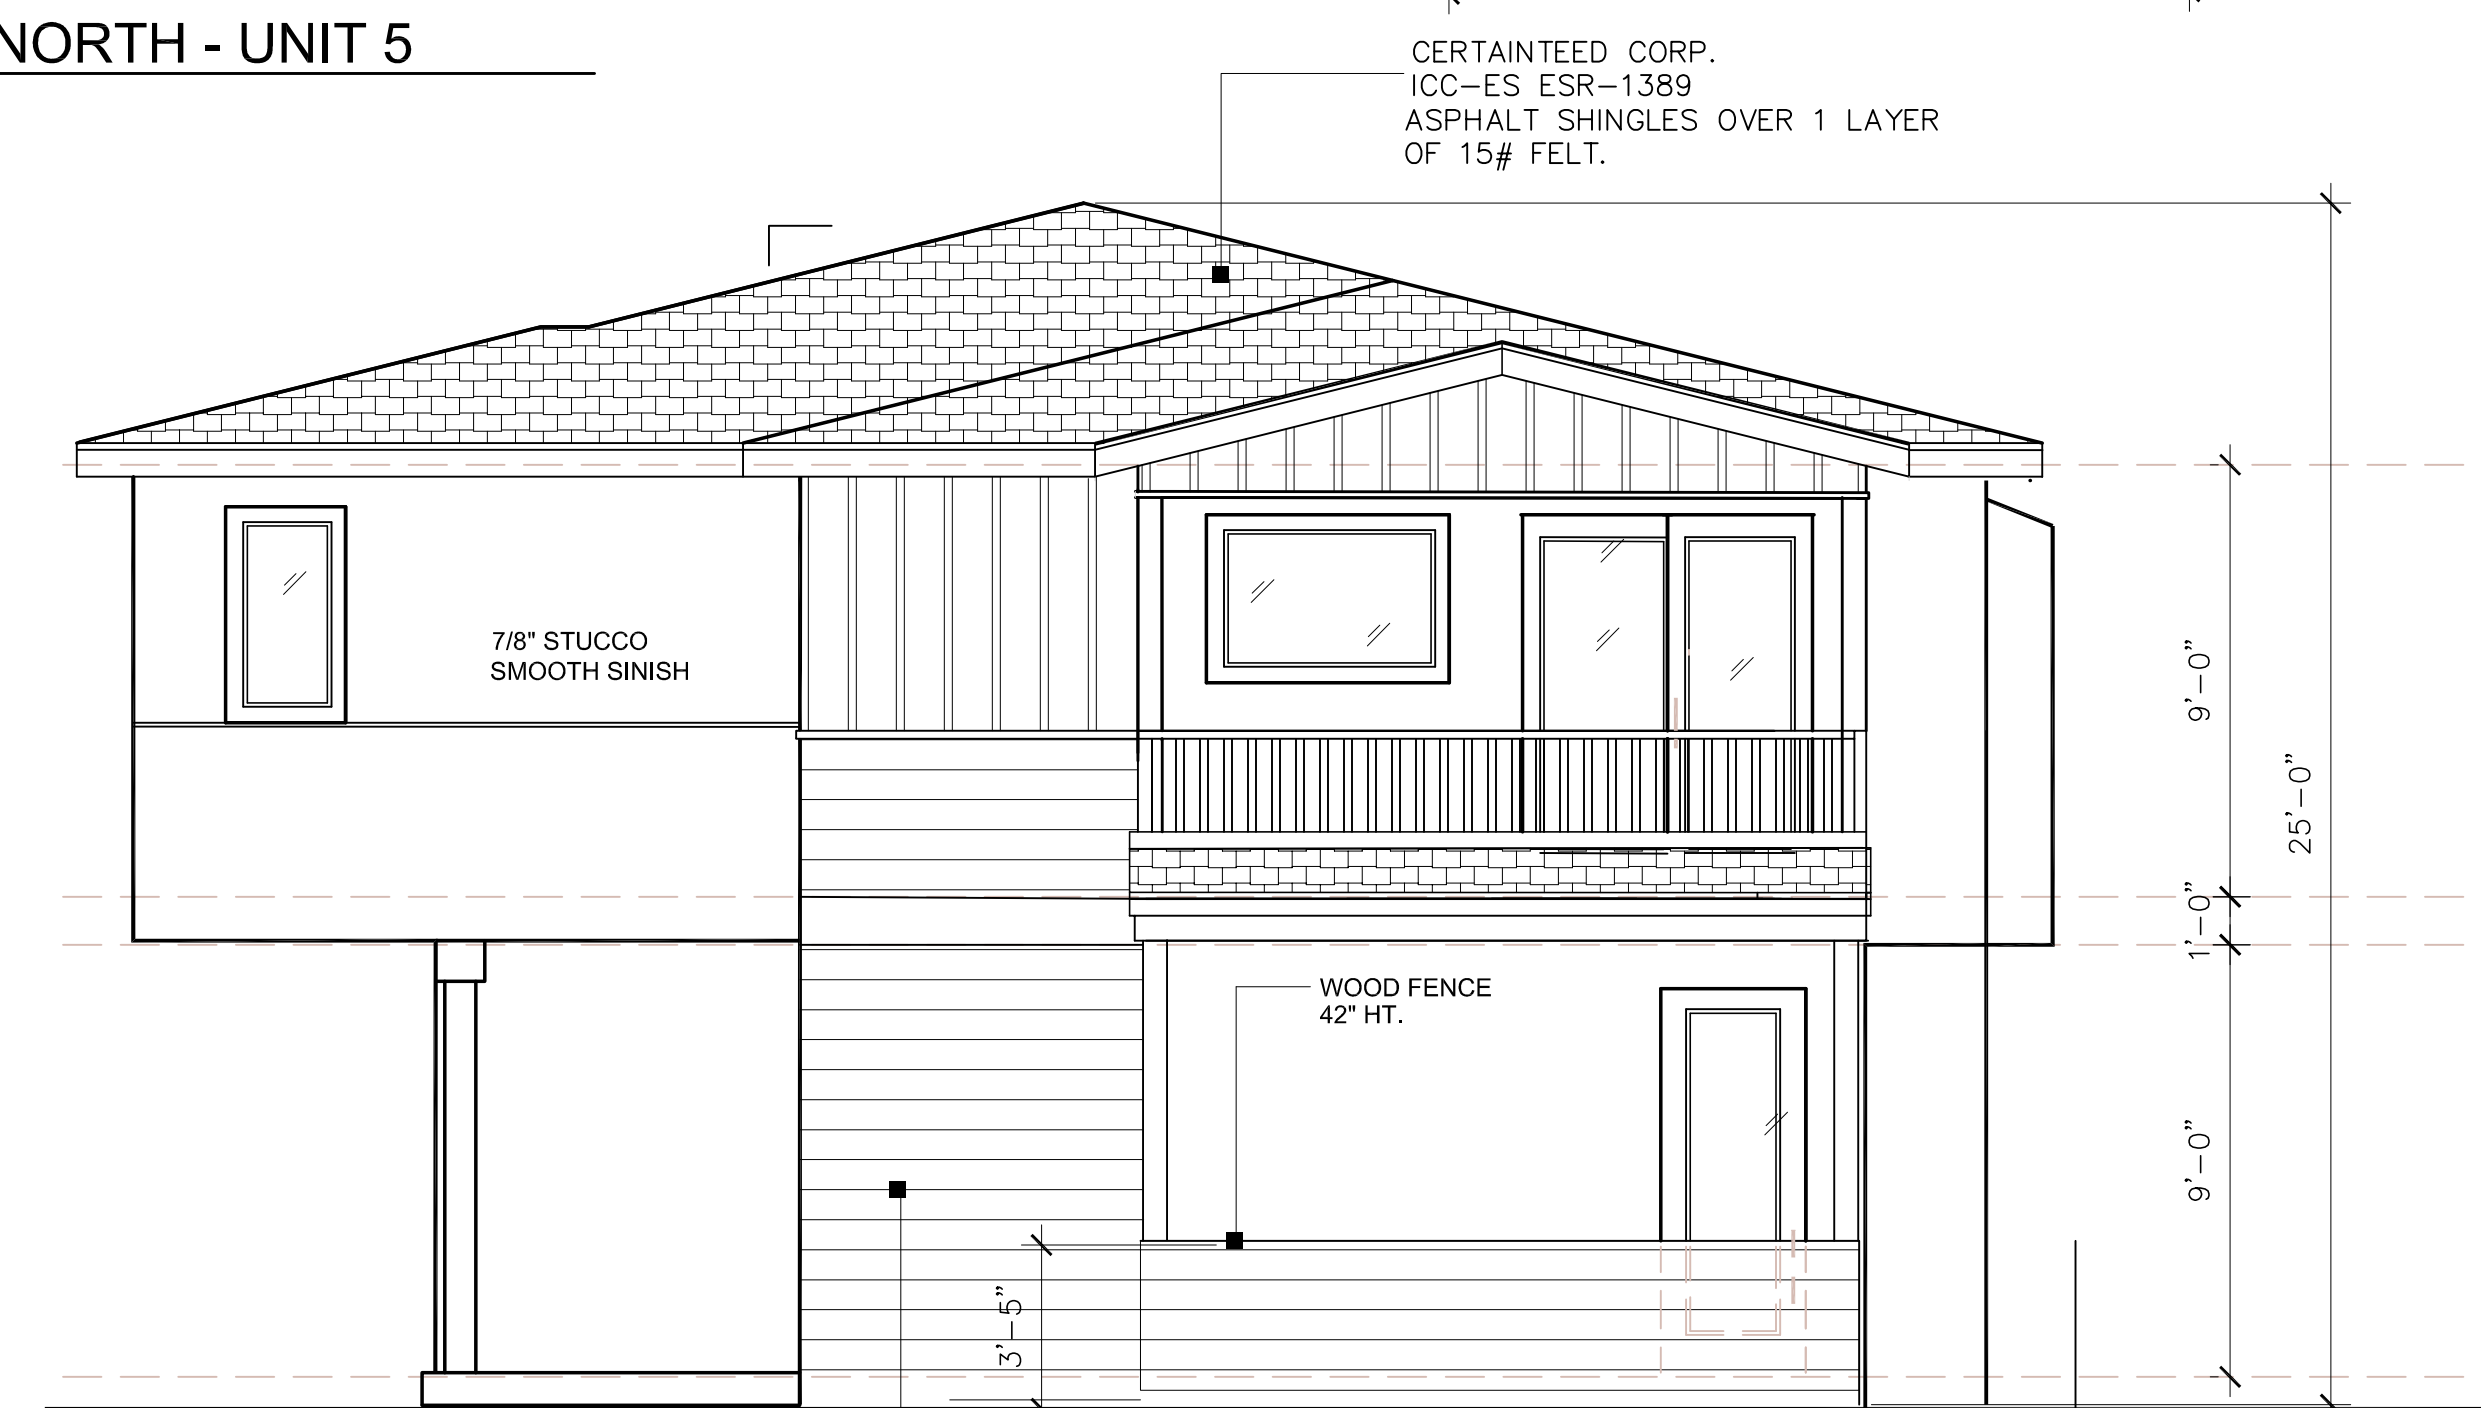 NORTH - UNIT 5
CERTAINTEED CORP.
ICC-ES ESR-1389
ASPHALT SHINGLES OVER 1 LAYER
OF 15# FELT.
7/8" STUCCO
SMOOTH SINISH
9'-0"
25'-0"
1'-0"
WOOD FENCE
42" HT.
9'-0"
3'-5"